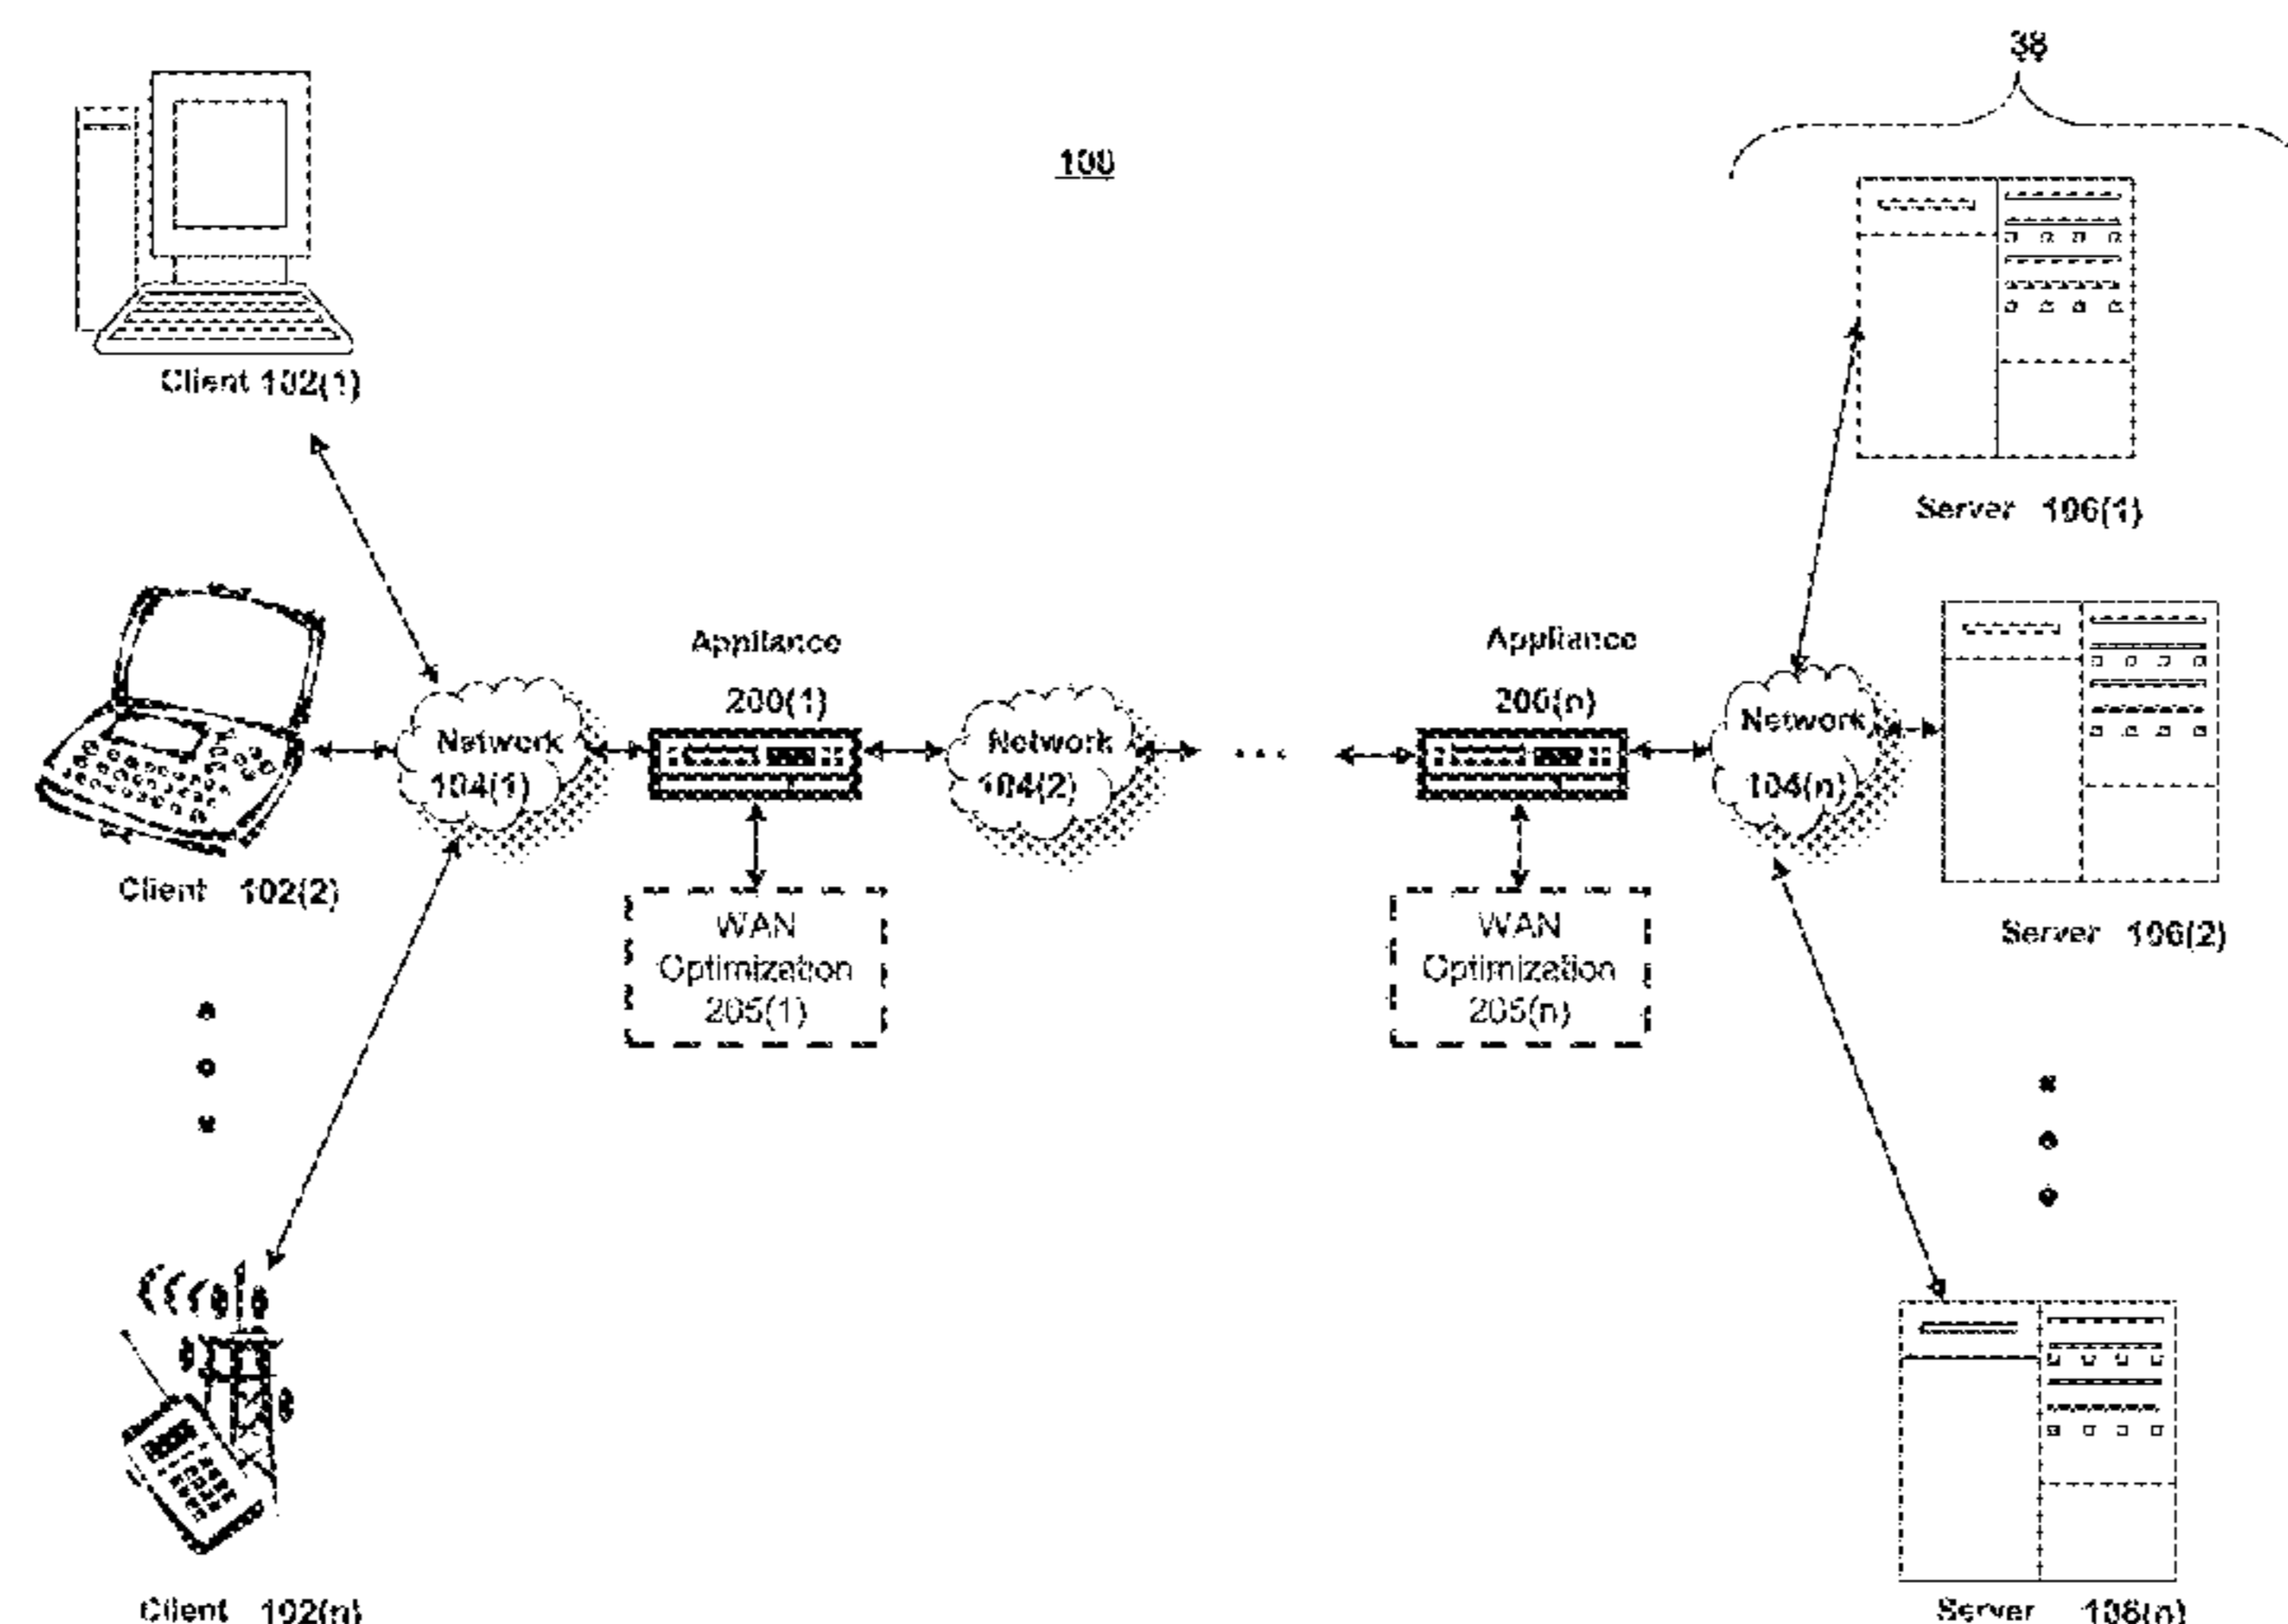 38
100
Client 102(1)
Server 106(1)
Appliance
200(1)
Appliance
200(n)
Network
104(1)
Network
104(2)
Network
104(n)
Client 102(2)
WAN
Optimization
205(1)
WAN
Optimization
205(n)
Server 106(2)
Client 102(n)
Server 106(n)